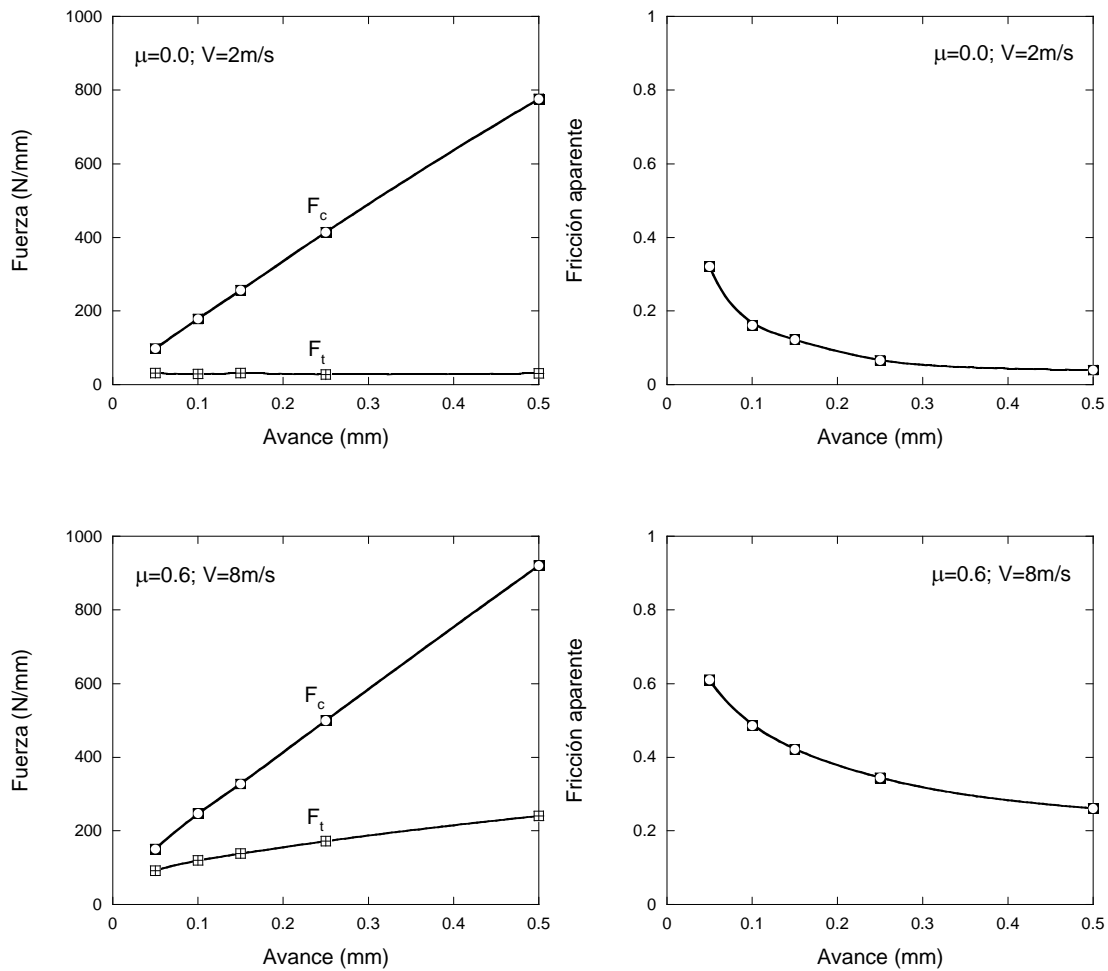 1000
800
600
400
200
0
Fuerza (N/mm)
μ=0.0; V=2m/s
F_c
F_t
0 0.1 0.2 0.3 0.4 0.5
Avance (mm)
1
0.8
0.6
0.4
0.2
0
Fricción aparente
μ=0.0; V=2m/s
0 0.1 0.2 0.3 0.4 0.5
Avance (mm)
1000
800
600
400
200
0
Fuerza (N/mm)
μ=0.6; V=8m/s
F_c
F_t
0 0.1 0.2 0.3 0.4 0.5
Avance (mm)
1
0.8
0.6
0.4
0.2
0
Fricción aparente
μ=0.6; V=8m/s
0 0.1 0.2 0.3 0.4 0.5
Avance (mm)